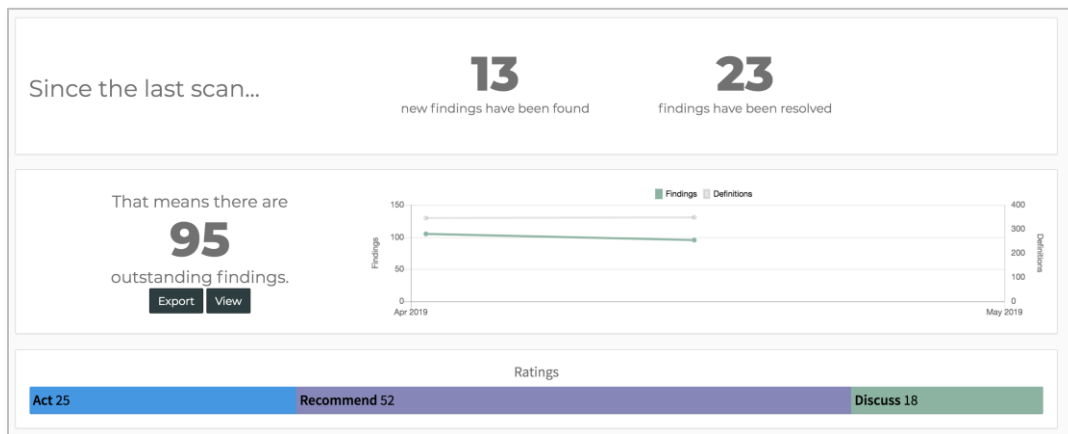 Since the last scan...
13
new findings have been found
23
findings have been resolved
That means there are
95
outstanding findings.
Export View
Findings Definitions
150
100
50
0
Findings
400
300
200
100
0
Definitions
Apr 2019
May 2019
Ratings
Act 25 Recommend 52 Discuss 18